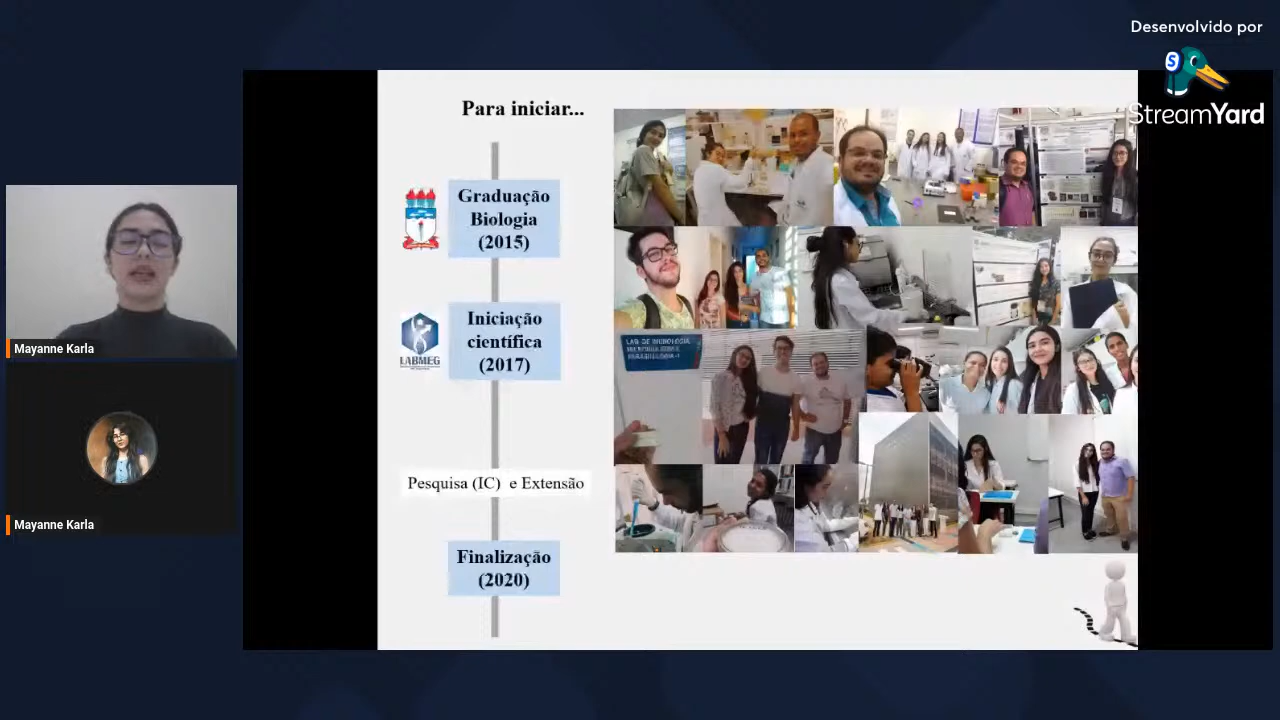 Desenvolvido por
StreamYard
Para iniciar...
Graduação
Biologia
(2015)
Iniciação
científica
(2017)
LABMEG
Pesquisa (IC) e Extensão
Finalização
(2020)
Mayanne Karla
Mayanne Karla